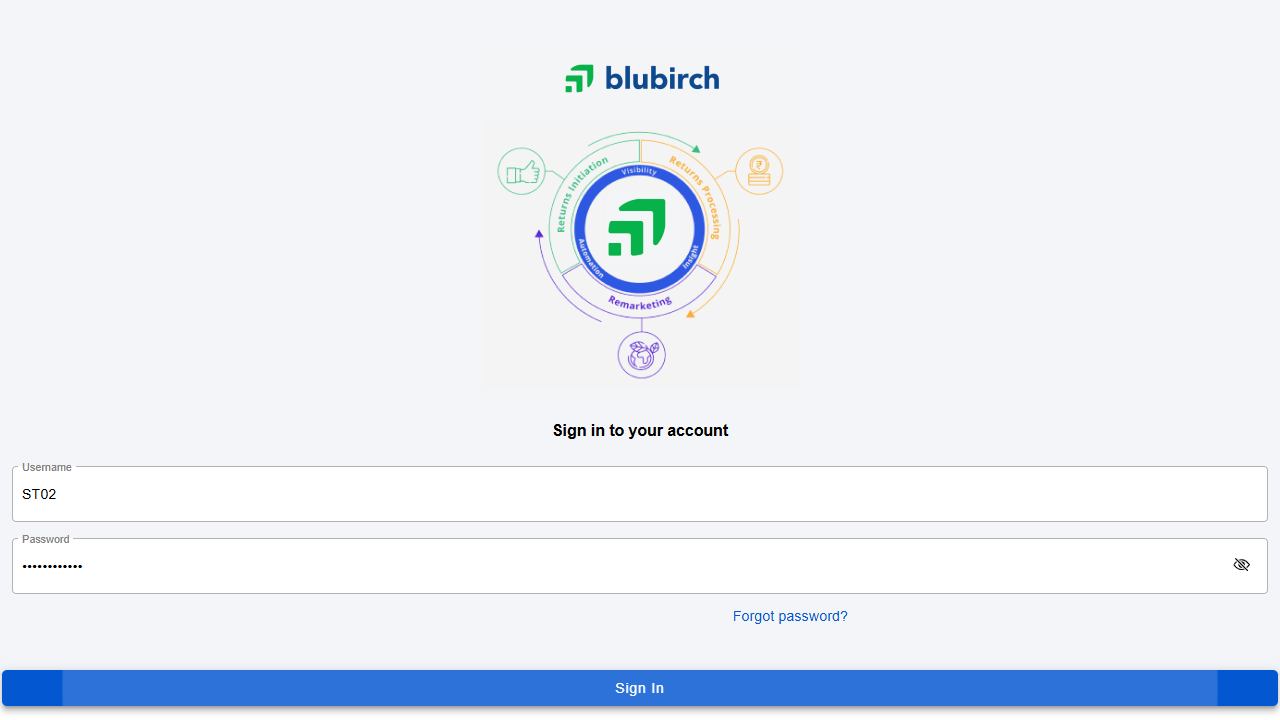 blubirch
Returns Initiation
Returns Processing
Visibility
Automation
Insight
Remarketing
₹
Sign in to your account
Username
ST02
Password
••••••••••••
Forgot password?
Sign In